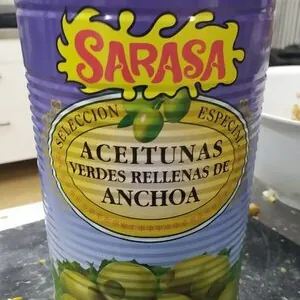 SARASA
SELECCION ESPECIAL
ACEITUNAS
VERDES RELLENAS DE
ANCHOA